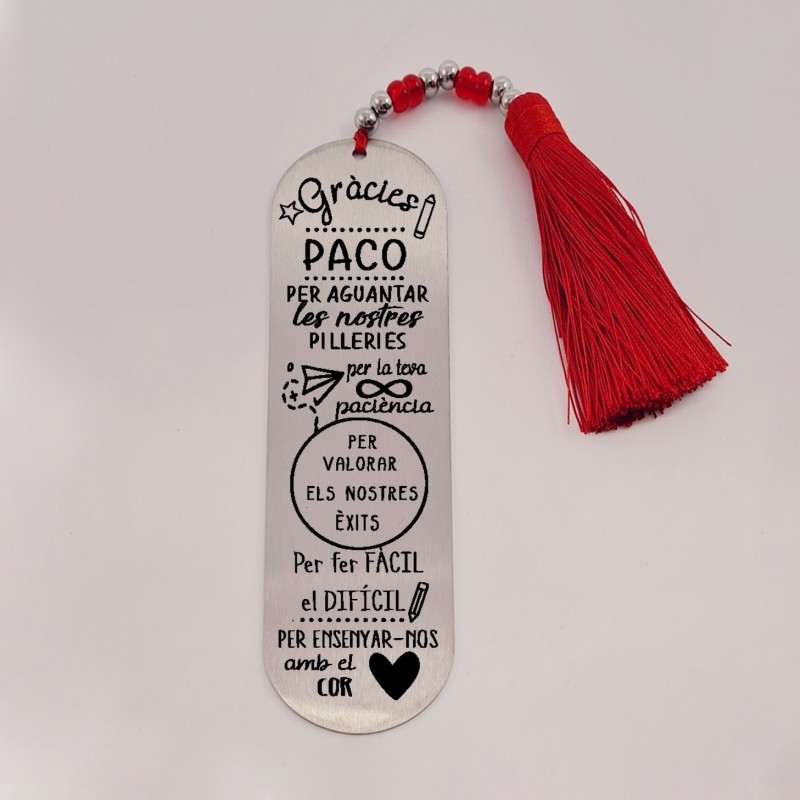 Gràcies
PACO
PER AGUANTAR
les nostres
PILLERIES
per la teva
paciència
PER
VALORAR
ELS NOSTRES
ÈXITS
Per fer FÀCIL
el DIFÍCIL
PER ENSENYAR-NOS
amb el
COR